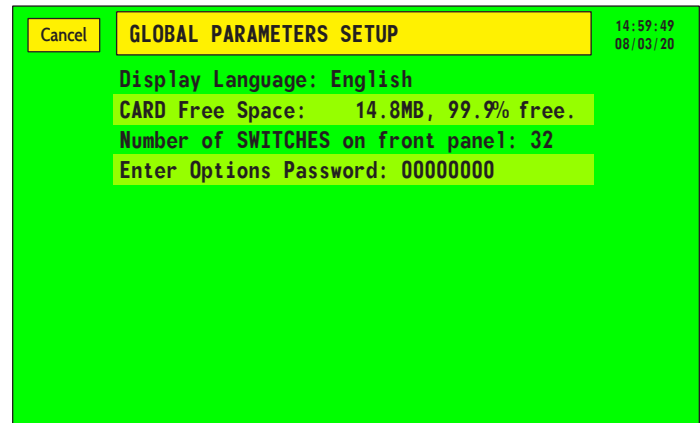 Cancel
GLOBAL PARAMETERS SETUP
14:59:49
08/03/20
Display Language: English
CARD Free Space: 14.8MB, 99.9% free.
Number of SWITCHES on front panel: 32
Enter Options Password: 00000000